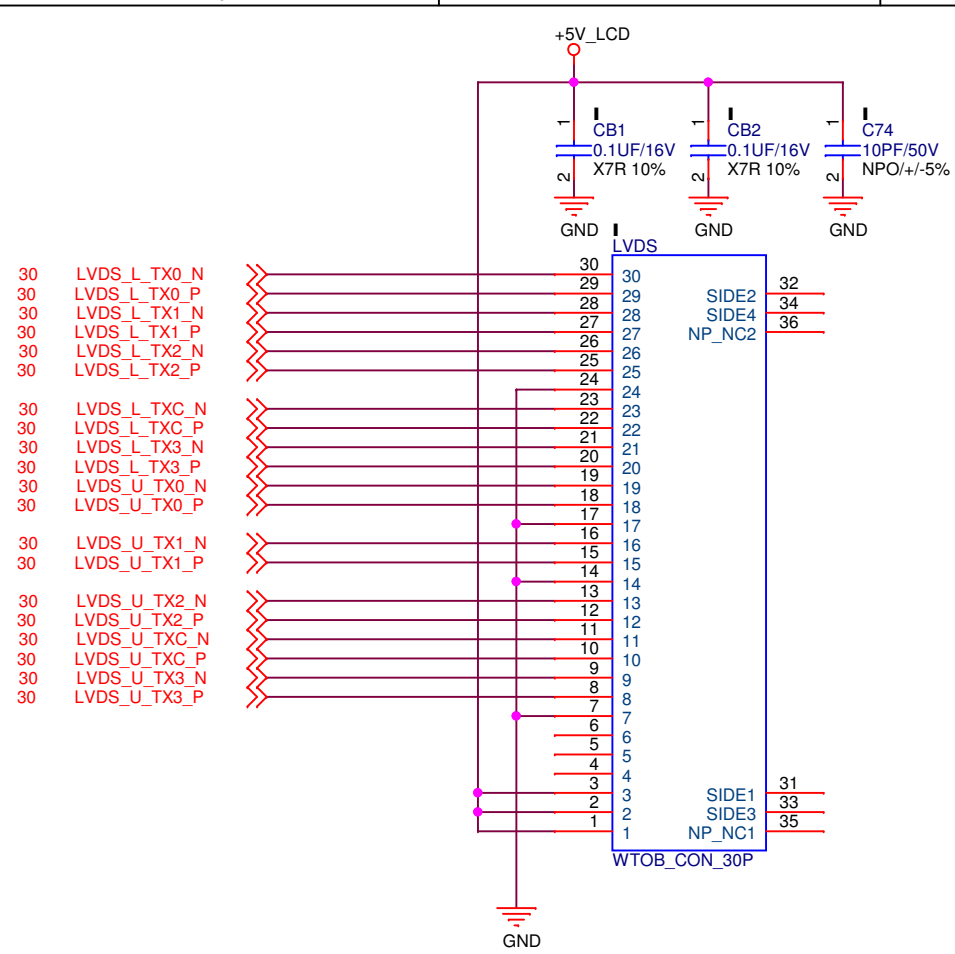 +5V_LCD
1
CB1
0.1UF/16V
X7R 10%
2
GND
1
CB2
0.1UF/16V
X7R 10%
2
GND
1
C74
10PF/50V
NPO/+/-5%
2
GND
LVDS
30 LVDS_L_TX0_N 30 30
30 LVDS_L_TX0_P 29 29 SIDE2 32
30 LVDS_L_TX1_N 28 28 SIDE4 34
30 LVDS_L_TX1_P 27 27 NP_NC2 36
30 LVDS_L_TX2_N 26 26
30 LVDS_L_TX2_P 25 25
24 24
30 LVDS_L_TXC_N 23 23
30 LVDS_L_TXC_P 22 22
30 LVDS_L_TX3_N 21 21
30 LVDS_L_TX3_P 20 20
30 LVDS_U_TX0_N 19 19
30 LVDS_U_TX0_P 18 18
17 17
30 LVDS_U_TX1_N 16 16
30 LVDS_U_TX1_P 15 15
14 14
30 LVDS_U_TX2_N 13 13
30 LVDS_U_TX2_P 12 12
30 LVDS_U_TXC_N 11 11
30 LVDS_U_TXC_P 10 10
30 LVDS_U_TX3_N 9 9
30 LVDS_U_TX3_P 8 8
7 7
6 6
5 5
4 4
3 3 SIDE1 31
2 2 SIDE3 33
1 1 NP_NC1 35
WTOB_CON_30P
GND